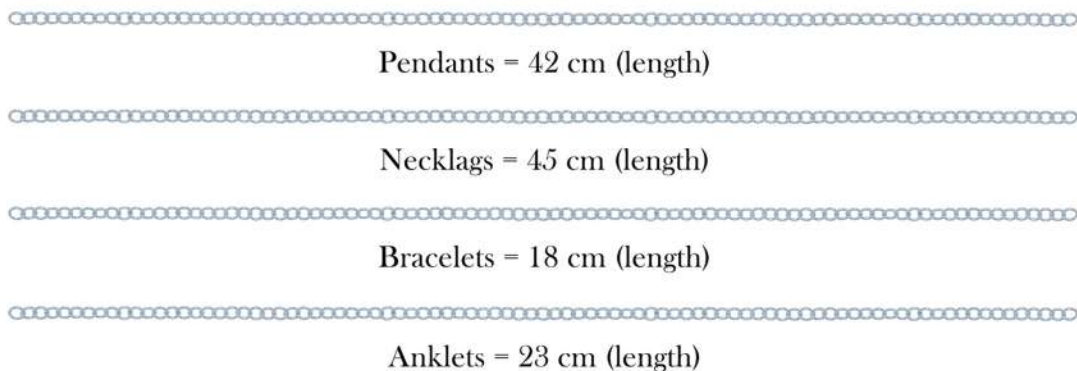 Pendants = 42 cm (length)
Necklags = 45 cm (length)
Bracelets = 18 cm (length)
Anklets = 23 cm (length)